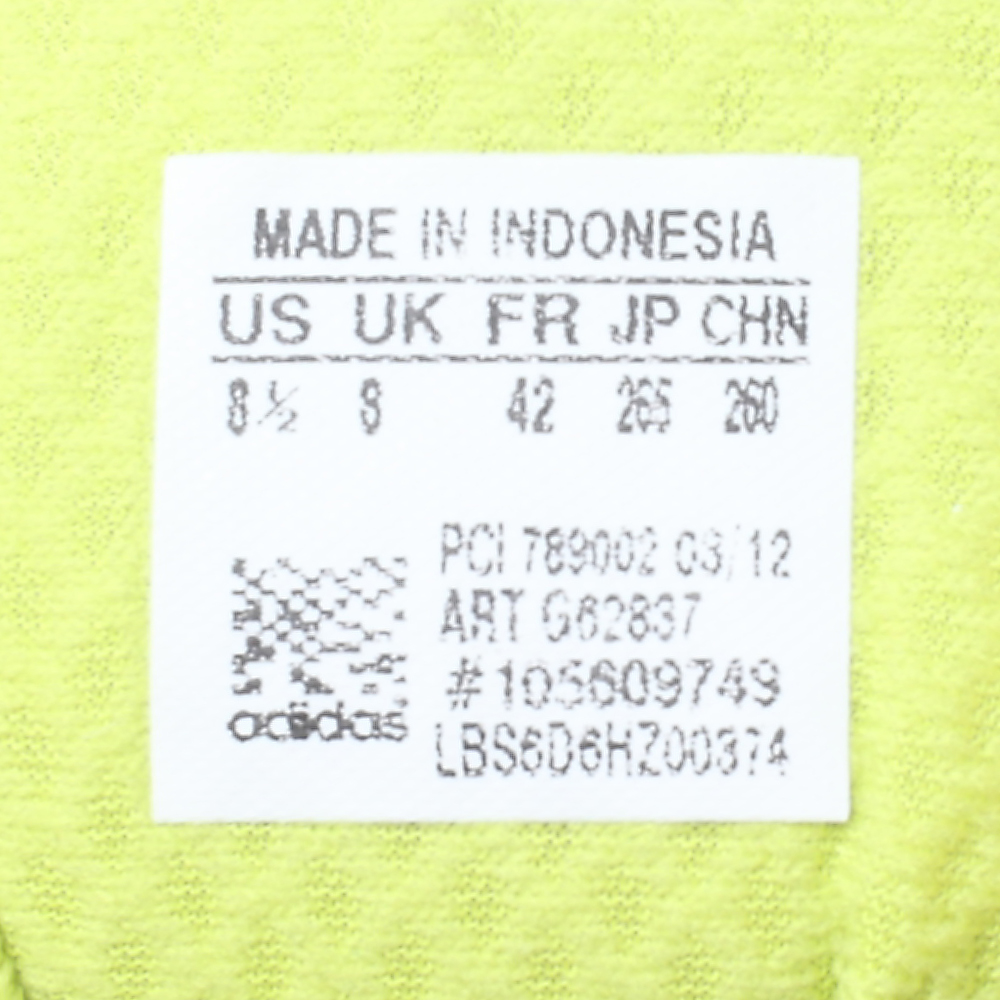 MADE IN INDONESIA
US UK FR JP CHN
8½ 8 42 265 260
PCI 789002 03/12
ART G62837
#105609749
adidas
LBS6D6HZ00374